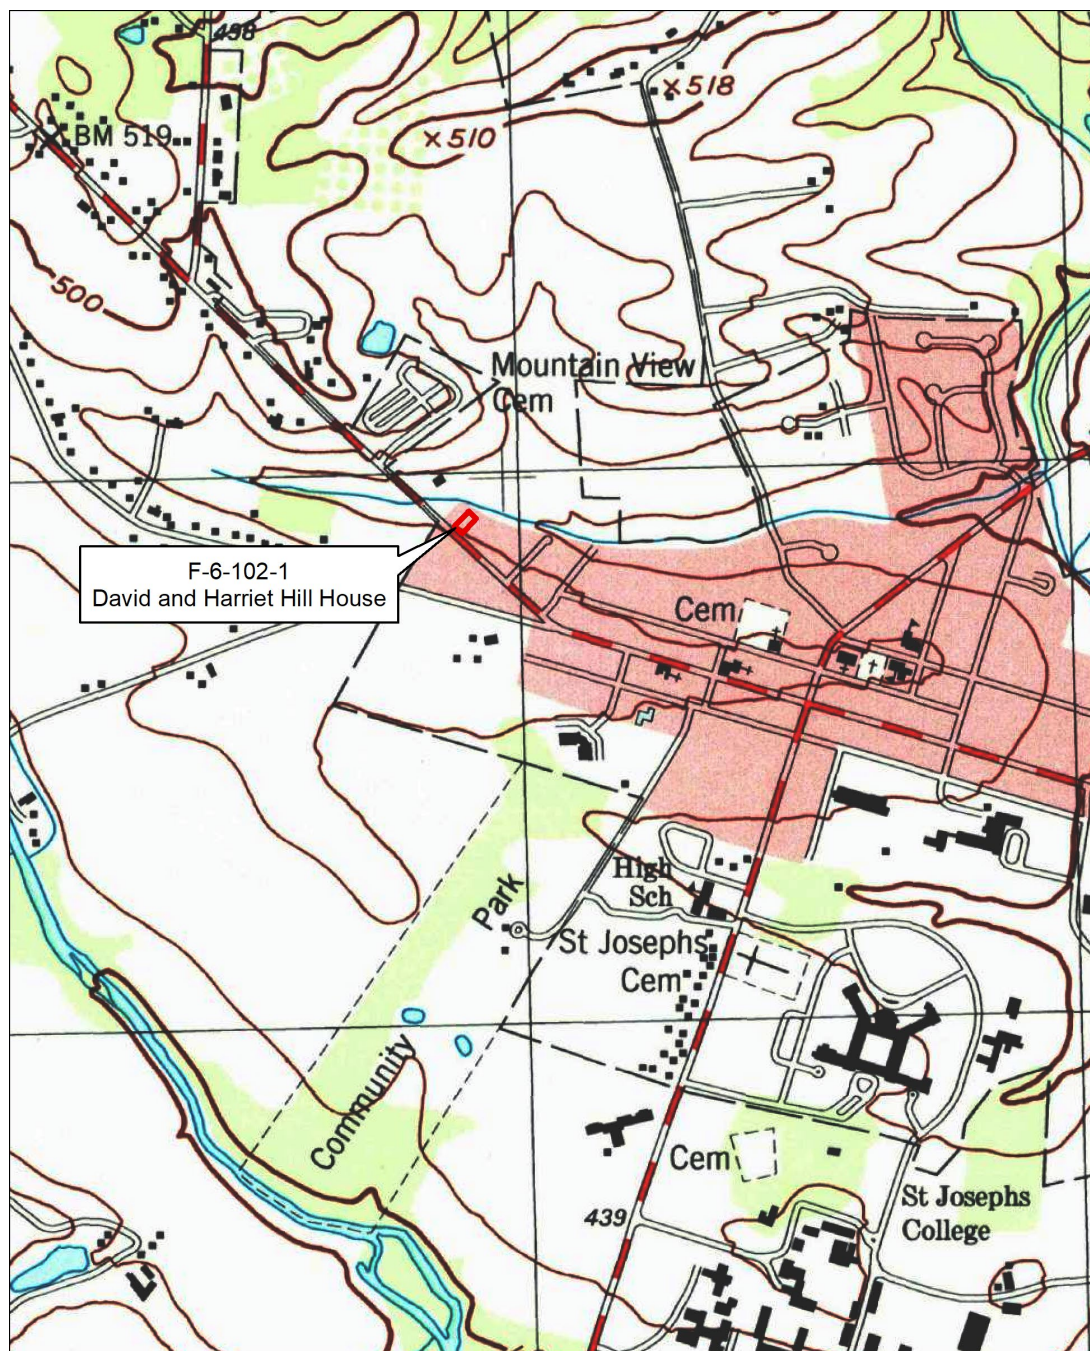 498
×518
×510
BM 519
500
Mountain View
Cem
F-6-102-1
David and Harriet Hill House
Cem
High
Sch
Park
St Josephs
Cem
Community
Cem
St Josephs
College
439